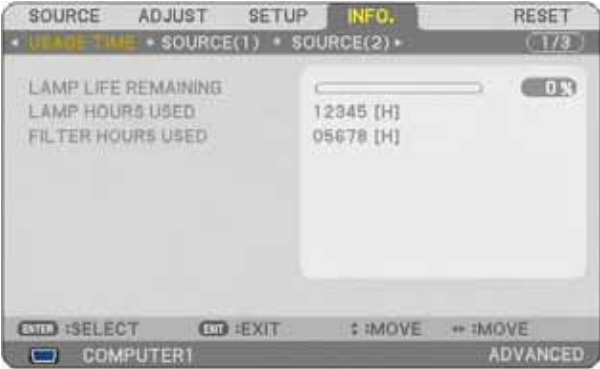 SOURCE ADJUST SETUP INFO. RESET
USAGE TIME • SOURCE(1) • SOURCE(2) 1/3
LAMP LIFE REMAINING 0 %
LAMP HOURS USED 12345 [H]
FILTER HOURS USED 05678 [H]
ENTER :SELECT EXIT :EXIT ↕ :MOVE ↔ :MOVE
COMPUTER1 ADVANCED